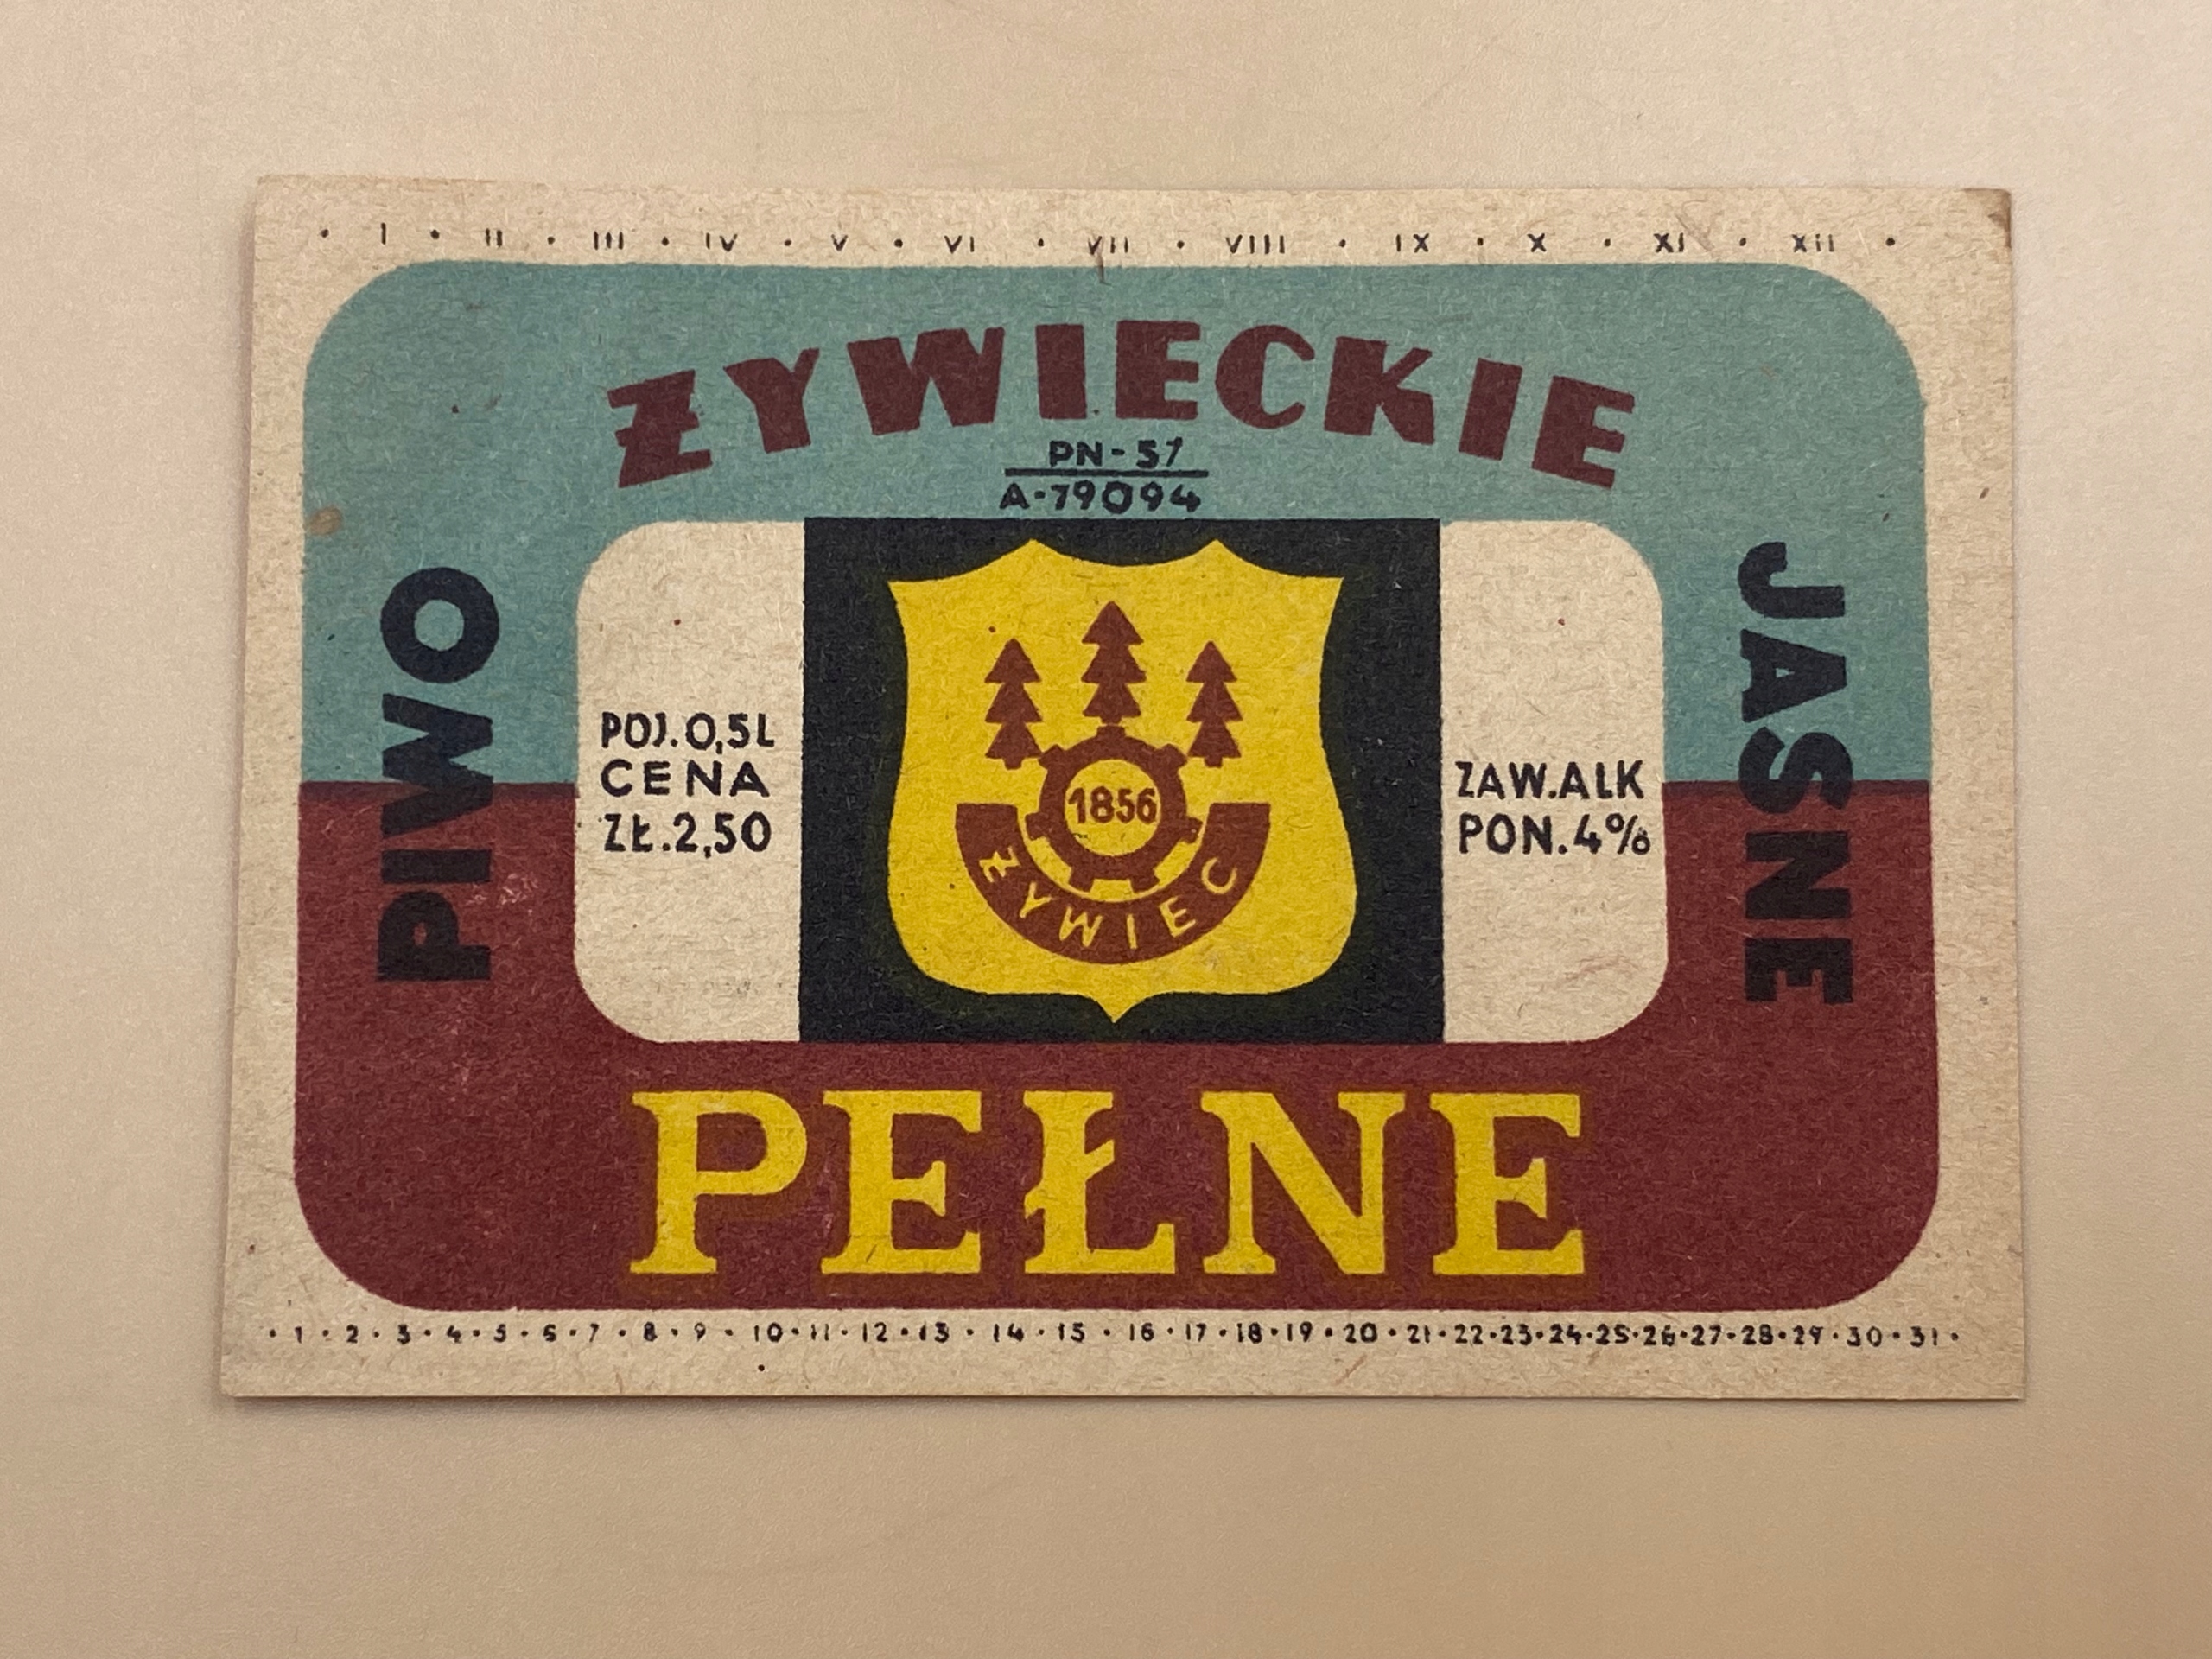 · I · II · III · IV · V · VI · VII · VIII · IX · X · XI · XII ·
ŻYWIECKIE
PN-57
A-79094
PIWO
JASNE
POJ. 0,5L
CENA
ZŁ. 2,50
1856
ŻYWIEC
ZAW. ALK
PON. 4%
PEŁNE
· 1 · 2 · 3 · 4 · 5 · 6 · 7 · 8 · 9 · 10 · 11 · 12 · 13 · 14 · 15 · 16 · 17 · 18 · 19 · 20 · 21 · 22 · 23 · 24 · 25 · 26 · 27 · 28 · 29 · 30 · 31 ·